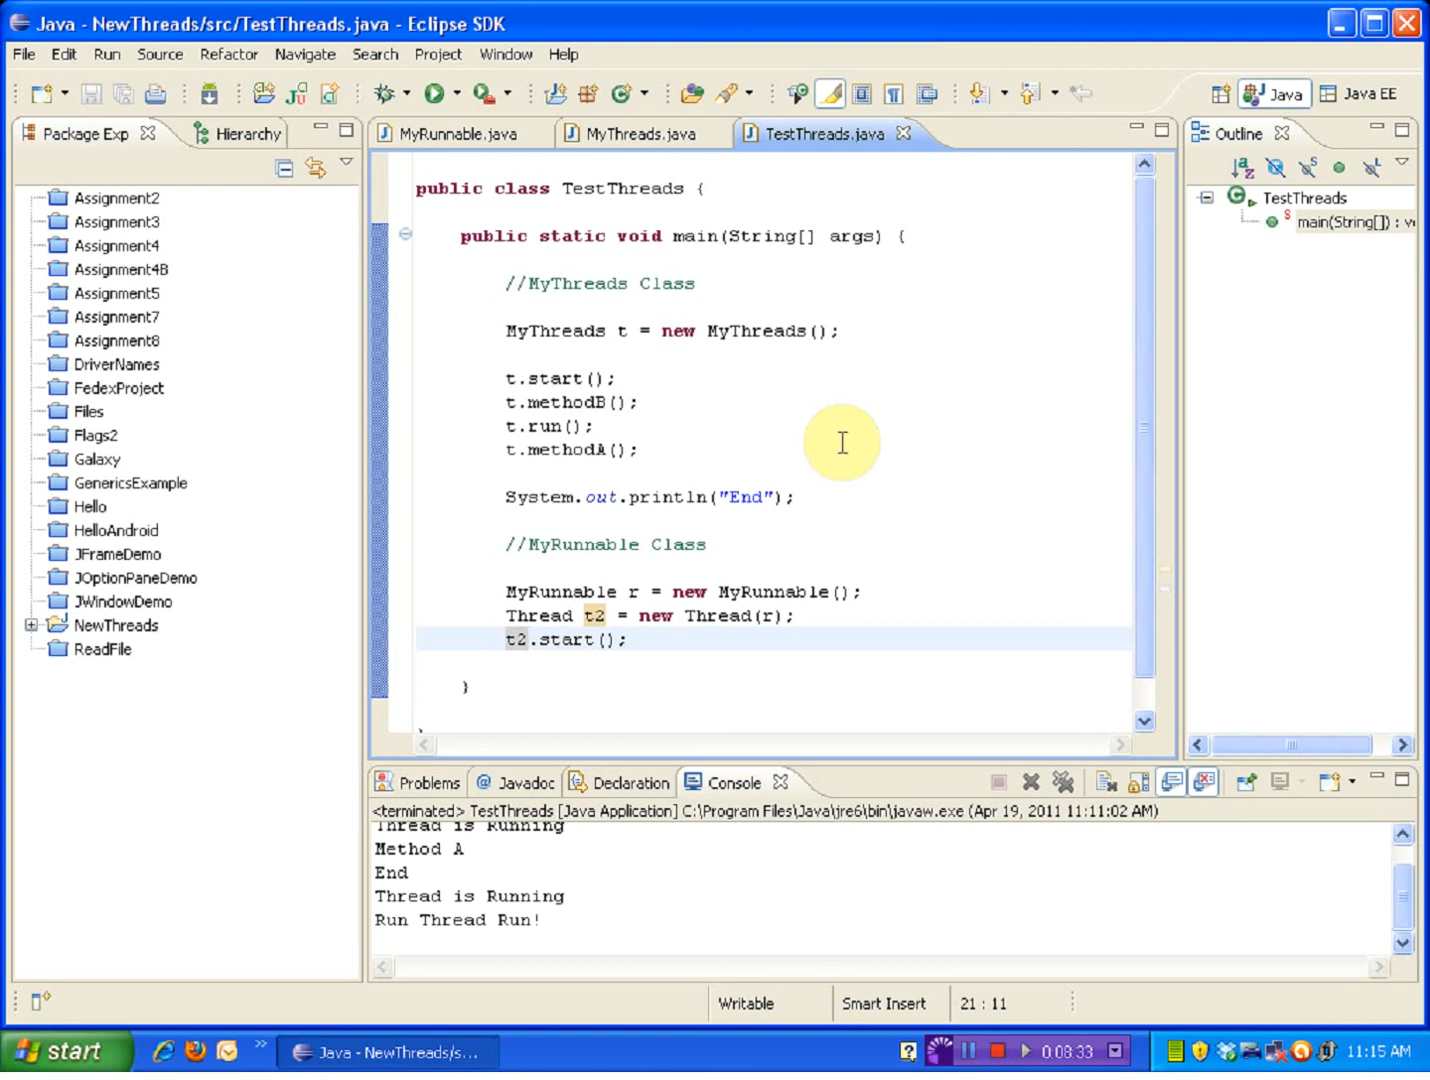 Java - NewThreads/src/TestThreads.java - Eclipse SDK
File Edit Run Source Refactor Navigate Search Project Window Help
Java Java EE
Package Exp Hierarchy
Assignment2
Assignment3
Assignment4
Assignment4B
Assignment5
Assignment7
Assignment8
DriverNames
FedexProject
Files
Flags2
Galaxy
GenericsExample
Hello
HelloAndroid
JFrameDemo
JOptionPaneDemo
JWindowDemo
NewThreads
ReadFile
MyRunnable.java MyThreads.java TestThreads.java
public class TestThreads {
public static void main(String[] args) {
//MyThreads Class
MyThreads t = new MyThreads();
t.start();
t.methodB();
t.run();
t.methodA();
System.out.println("End");
//MyRunnable Class
MyRunnable r = new MyRunnable();
Thread t2 = new Thread(r);
t2.start();
}
Outline
TestThreads
main(String[]) : v
Problems Javadoc Declaration Console
<terminated> TestThreads [Java Application] C:\Program Files\Java\jre6\bin\javaw.exe (Apr 19, 2011 11:11:02 AM)
Thread is Running
Method A
End
Thread is Running
Run Thread Run!
Writable Smart Insert 21 : 11
start Java - NewThreads/s... 0:08:33 11:15 AM